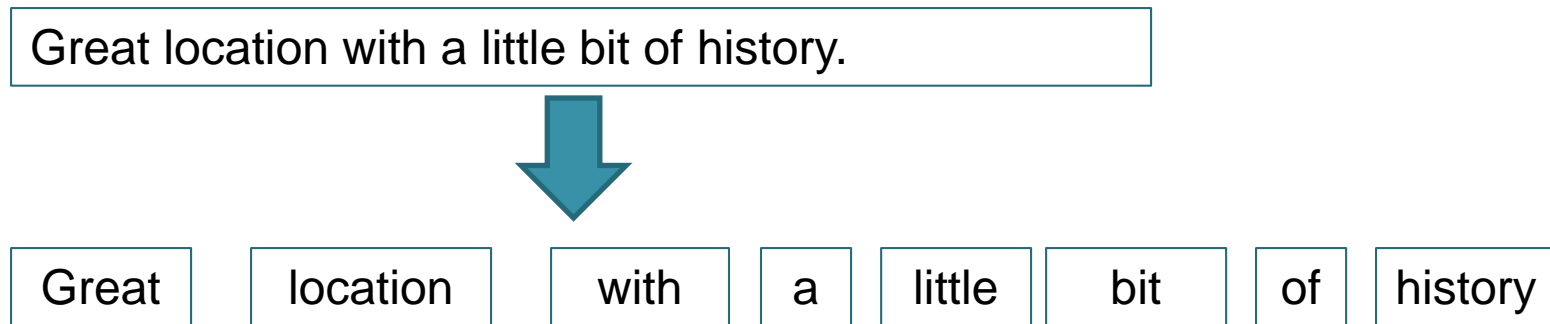 Great location with a little bit of history.
Great location with a little bit of history